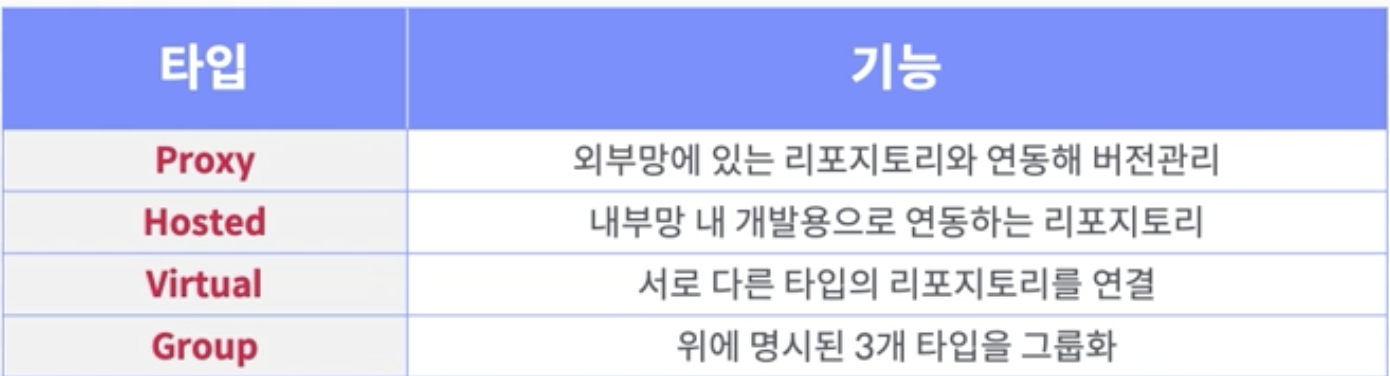 타입 기능
Proxy 외부망에 있는 리포지토리와 연동해 버전관리
Hosted 내부망 내 개발용으로 연동하는 리포지토리
Virtual 서로 다른 타입의 리포지토리를 연결
Group 위에 명시된 3개 타입을 그룹화